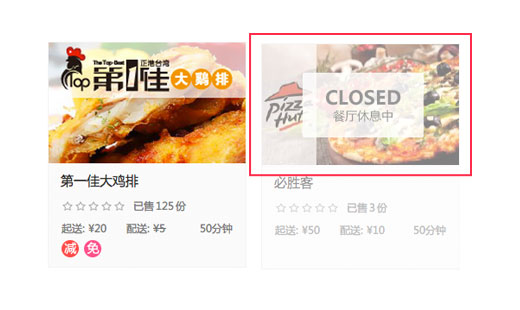 The Top-Best 正港台湾
Top 第1佳 大鸡排
第一佳大鸡排
已售 125 份
起送: ¥20 配送: ¥5 50分钟
减 免
Pizza Hut
CLOSED
餐厅休息中
必胜客
已售 3 份
起送: ¥50 配送: ¥10 50分钟